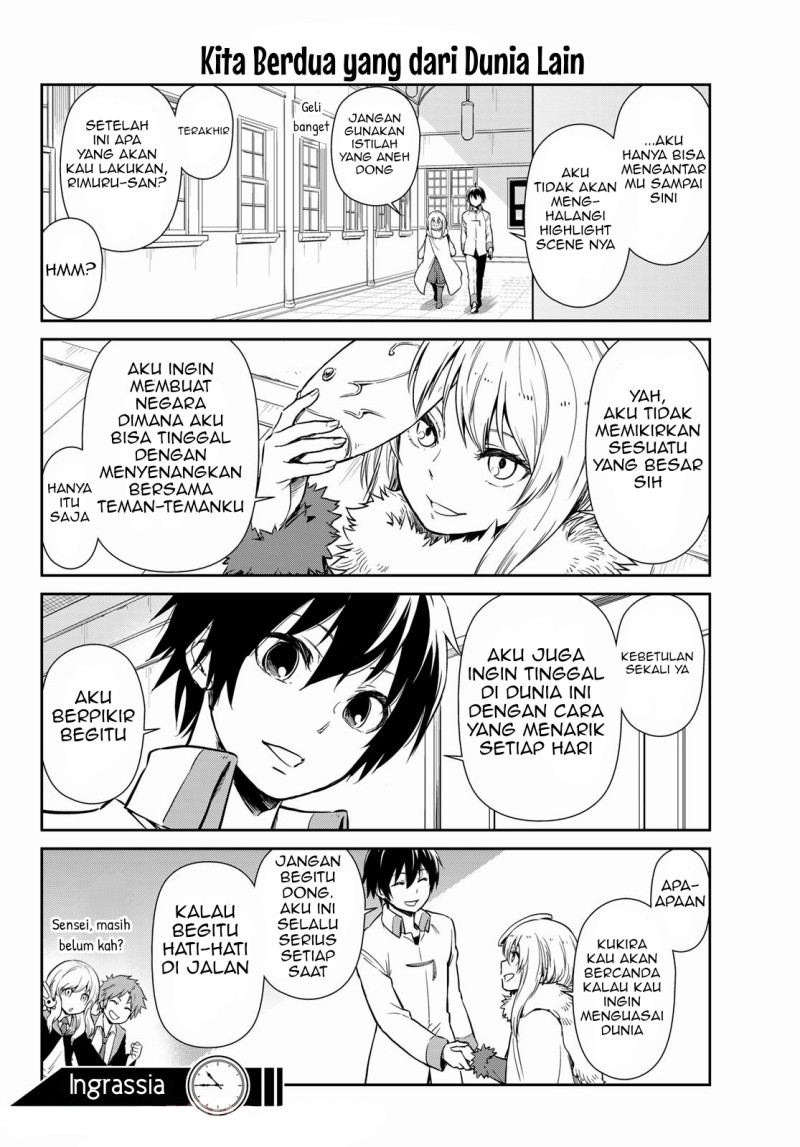 Kita Berdua yang dari Dunia Lain
...AKU
HANYA BISA
MENGANTAR
MU SAMPAI
SINI
AKU
TIDAK AKAN
MENG-
HALANGI
HIGHLIGHT
SCENE NYA
JANGAN
GUNAKAN
ISTILAH
YANG ANEH
DONG
Geli
banget
TERAKHIR
SETELAH
INI APA
YANG AKAN
KAU LAKUKAN,
RIMURU-SAN?
HMM?
YAH,
AKU TIDAK
MEMIKIRKAN
SESUATU
YANG BESAR
SIH
AKU INGIN
MEMBUAT
NEGARA
DIMANA AKU
BISA TINGGAL
DENGAN
MENYENANGKAN
BERSAMA
TEMAN-TEMANKU
HANYA
ITU
SAJA
KEBETULAN
SEKALI YA
AKU JUGA
INGIN TINGGAL
DI DUNIA INI
DENGAN CARA
YANG MENARIK
SETIAP HARI
AKU
BERPIKIR
BEGITU
APA-
APAAN
KUKIRA
KAU AKAN
BERCANDA
KALAU KAU
INGIN
MENGUASAI
DUNIA
JANGAN
BEGITU
DONG,
AKU INI
SELALU
SERIUS
SETIAP
SAAT
KALAU
BEGITU
HATI-HATI
DI JALAN
Sensei, masih
belum kah?
Ingrassia